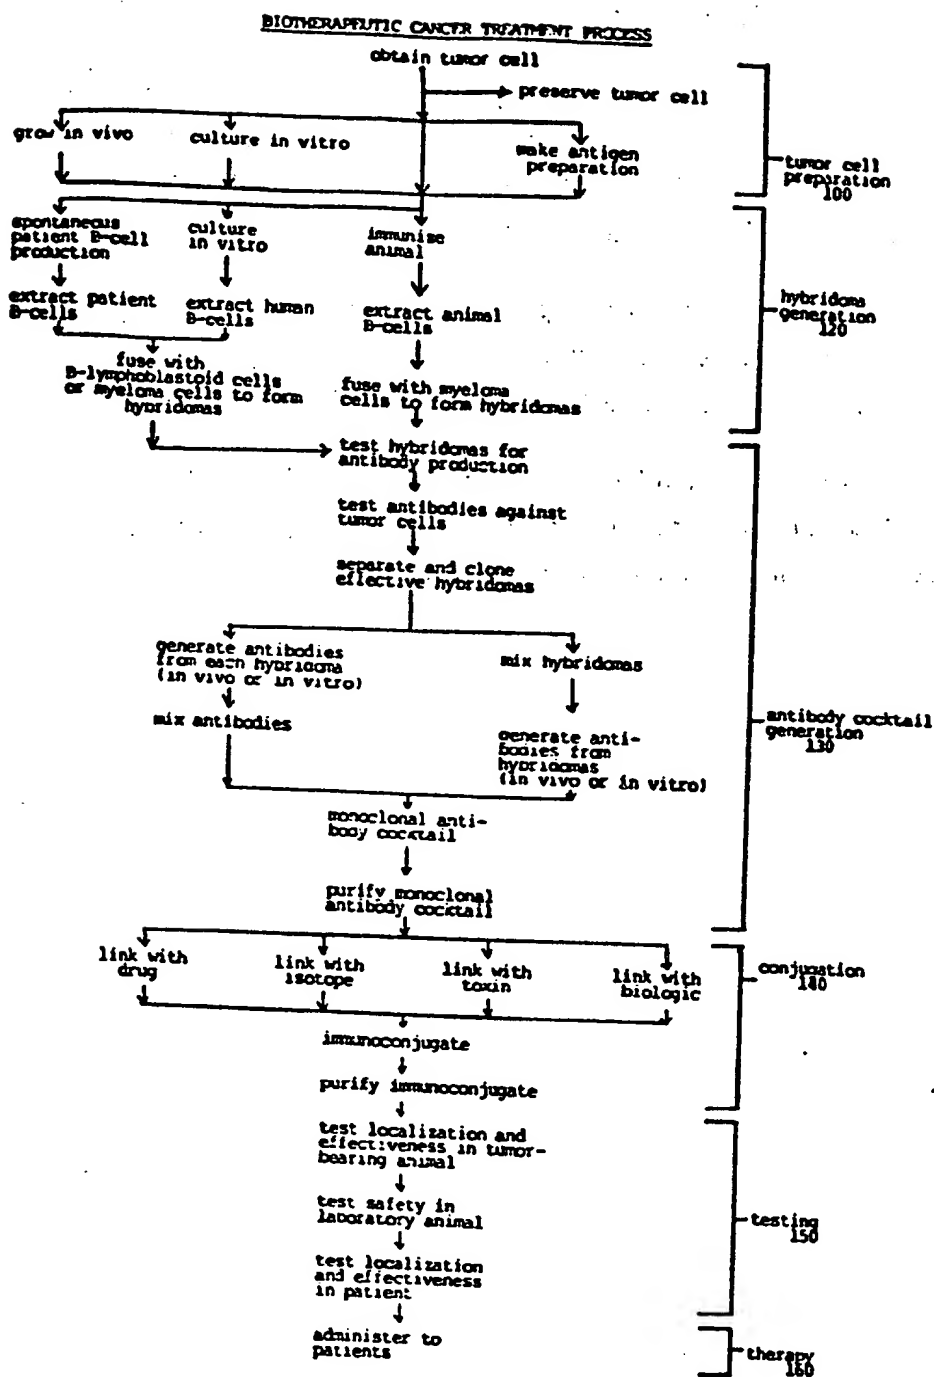 BIOTHERAPEUTIC CANCER TREATMENT PROCESS
obtain tumor cell
preserve tumor cell
grow in vivo
culture in vitro
make antigen
preparation
tumor cell
preparation
100
spontaneous
patient B-cell
production
culture
in vitro
immunise
animal
extract patient
B-cells
extract human
B-cells
extract animal
B-cells
hybridoma
generation
120
fuse with
B-lymphoblastoid cells
or myeloma cells to form
hybridomas
fuse with myeloma
cells to form hybridomas
test hybridomas for
antibody production
test antibodies against
tumor cells
separate and clone
effective hybridomas
generate antibodies
from each hybridoma
(in vivo or in vitro)
mix hybridomas
mix antibodies
generate anti-
bodies from
hybridomas
(in vivo or in vitro)
antibody cocktail
generation
130
monoclonal anti-
body cocktail
purify monoclonal
antibody cocktail
link with
drug
link with
isotope
link with
toxin
link with
biologic
conjugation
180
immunoconjugate
purify immunoconjugate
test localization and
effectiveness in tumor-
bearing animal
test safety in
laboratory animal
testing
150
test localization
and effectiveness
in patient
administer to
patients
therapy
160